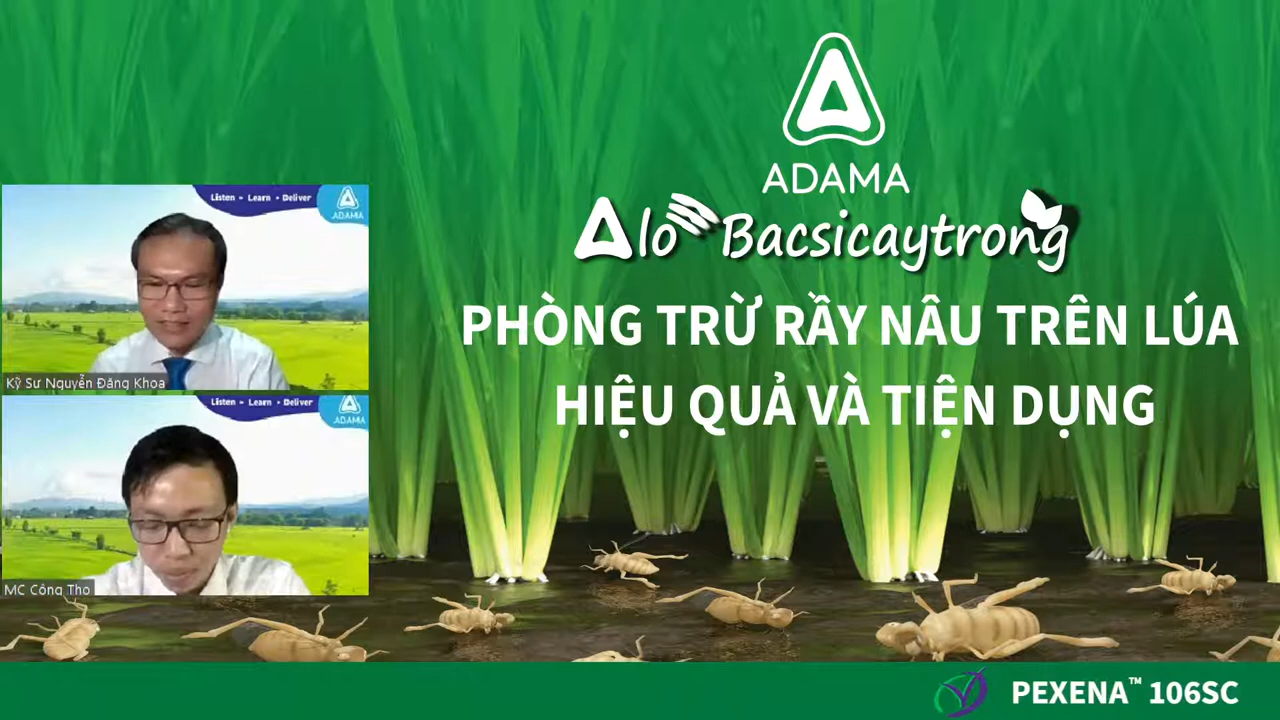 ADAMA
Alo Bacsicaytrong
PHÒNG TRỪ RẦY NÂU TRÊN LÚA
HIỆU QUẢ VÀ TIỆN DỤNG
Listen • Learn • Deliver
ADAMA
Kỹ Sư Nguyễn Đăng Khoa
Listen • Learn • Deliver
ADAMA
MC Công Thọ
PEXENA™ 106SC